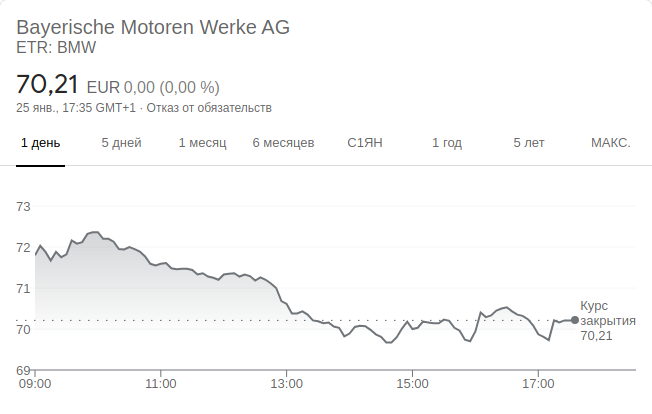 Bayerische Motoren Werke AG
ETR: BMW
70,21 EUR 0,00 (0,00 %)
25 янв., 17:35 GMT+1 · Отказ от обязательств
1 день 5 дней 1 месяц 6 месяцев С1ЯН 1 год 5 лет МАКС.
73
72
71
70
69
Курс
закрытия
70,21
09:00 11:00 13:00 15:00 17:00